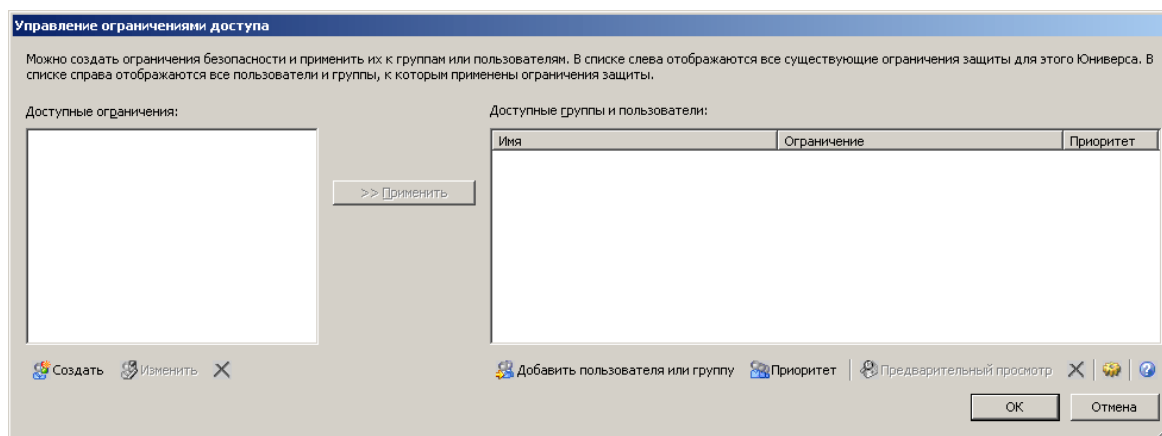 Управление ограничениями доступа
Можно создать ограничения безопасности и применить их к группам или пользователям. В списке слева отображаются все существующие ограничения защиты для этого Юниверса. В
списке справа отображаются все пользователи и группы, к которым применены ограничения защиты.
Доступные ограничения:
Доступные группы и пользователи:
Имя Ограничение Приоритет
>> Применить
Создать Изменить
Добавить пользователя или группу Приоритет Предварительный просмотр
OK Отмена